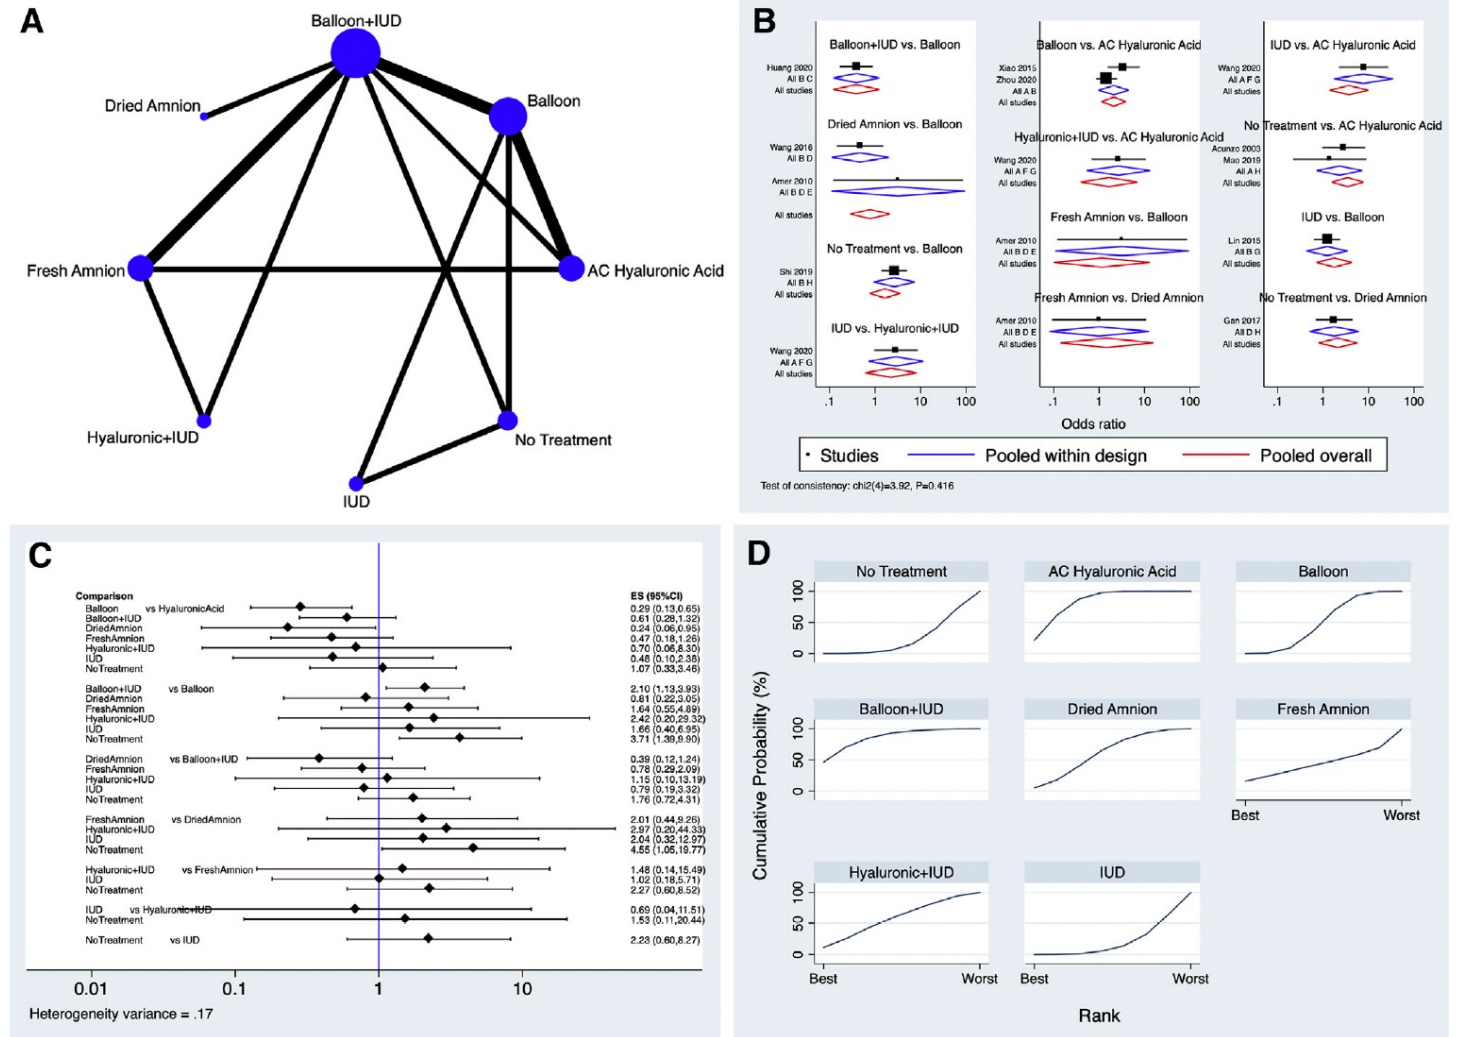 A
Balloon+IUD
Dried Amnion
Balloon
Fresh Amnion
AC Hyaluronic Acid
Hyaluronic+IUD
No Treatment
IUD
B
Balloon+IUD vs. Balloon
Huang 2020
All B C
All studies
Dried Amnion vs. Balloon
Wang 2016
All B D
Amer 2010
All B D E
All studies
No Treatment vs. Balloon
Shi 2019
All B H
All studies
IUD vs. Hyaluronic+IUD
Wang 2020
All A F G
All studies
.1 1 10 100
Balloon vs. AC Hyaluronic Acid
Xiao 2015
Zhou 2020
All A B
All studies
Hyaluronic+IUD vs. AC Hyaluronic Acid
Wang 2020
All A F G
All studies
Fresh Amnion vs. Balloon
Amer 2010
All B D E
All studies
Fresh Amnion vs. Dried Amnion
Amer 2010
All B D E
All studies
.1 1 10 100
IUD vs. AC Hyaluronic Acid
Wang 2020
All A F G
All studies
No Treatment vs. AC Hyaluronic Acid
Acunzo 2003
Mao 2019
All A H
All studies
IUD vs. Balloon
Lin 2015
All B G
All studies
No Treatment vs. Dried Amnion
Gan 2017
All D H
All studies
.1 1 10 100
Odds ratio
Studies Pooled within design Pooled overall
Test of consistency: chi2(4)=3.92, P=0.416
C
Comparison ES (95%CI)
Balloon vs HyaluronicAcid 0.29 (0.13,0.65)
Balloon+IUD 0.61 (0.28,1.32)
DriedAmnion 0.24 (0.06,0.95)
FreshAmnion 0.47 (0.18,1.26)
Hyaluronic+IUD 0.70 (0.06,8.30)
IUD 0.48 (0.10,2.38)
NoTreatment 1.07 (0.33,3.46)
Balloon+IUD vs Balloon 2.10 (1.13,3.93)
DriedAmnion 0.81 (0.22,3.05)
FreshAmnion 1.64 (0.55,4.89)
Hyaluronic+IUD 2.42 (0.20,29.32)
IUD 1.66 (0.40,6.95)
NoTreatment 3.71 (1.39,9.90)
DriedAmnion vs Balloon+IUD 0.39 (0.12,1.24)
FreshAmnion 0.78 (0.29,2.09)
Hyaluronic+IUD 1.15 (0.10,13.19)
IUD 0.79 (0.19,3.32)
NoTreatment 1.76 (0.72,4.31)
FreshAmnion vs DriedAmnion 2.01 (0.44,9.26)
Hyaluronic+IUD 2.97 (0.20,44.33)
IUD 2.04 (0.32,12.97)
NoTreatment 4.55 (1.05,19.77)
Hyaluronic+IUD vs FreshAmnion 1.48 (0.14,15.49)
IUD 1.02 (0.18,5.71)
NoTreatment 2.27 (0.60,8.52)
IUD vs Hyaluronic+IUD 0.69 (0.04,11.51)
NoTreatment 1.53 (0.11,20.44)
NoTreatment vs IUD 2.23 (0.60,8.27)
0.01 0.1 1 10
Heterogeneity variance = .17
D
No Treatment AC Hyaluronic Acid Balloon
100
50
0
Balloon+IUD Dried Amnion Fresh Amnion
100
50
0
Best Worst
Hyaluronic+IUD IUD
100
50
0
Best Worst Best Worst
Cumulative Probability (%)
Rank